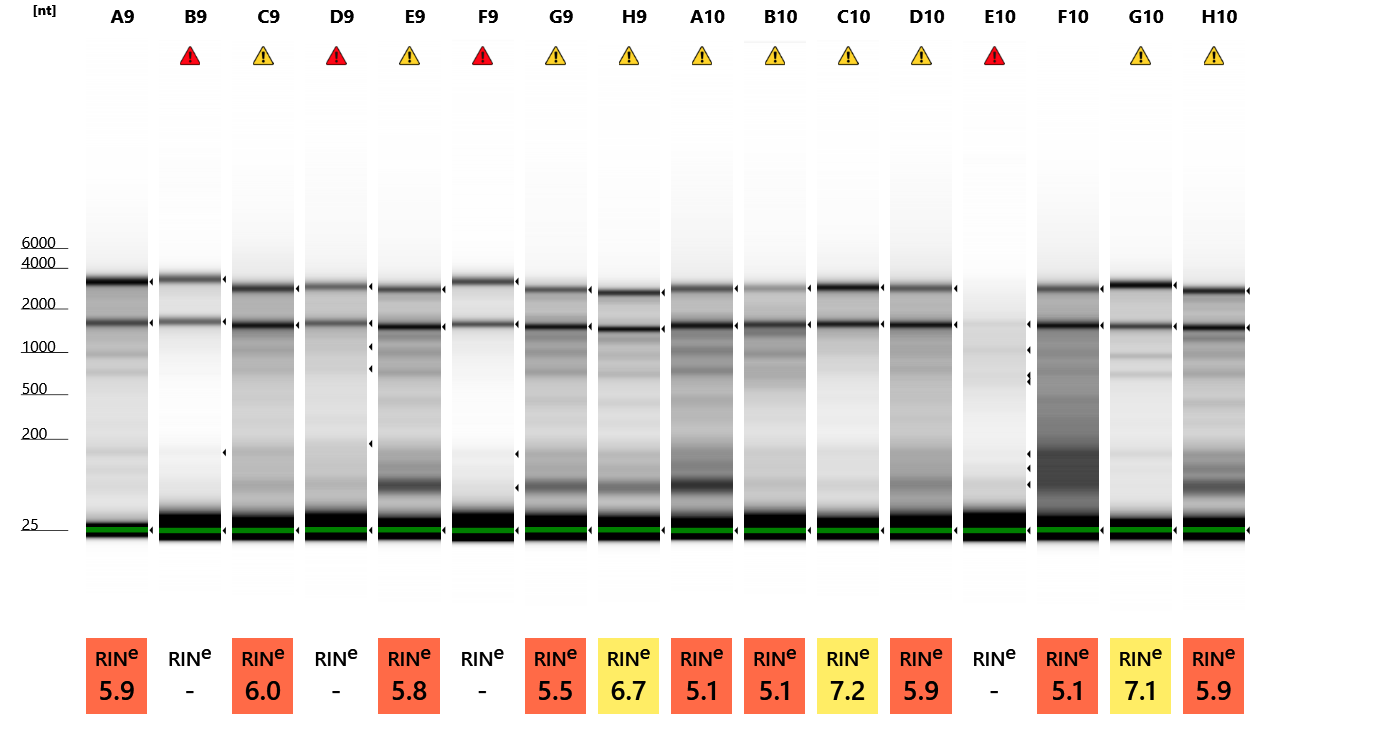 [nt] A9 B9 C9 D9 E9 F9 G9 H9 A10 B10 C10 D10 E10 F10 G10 H10
6000
4000
2000
1000
500
200
25
RINe RINe RINe RINe RINe RINe RINe RINe RINe RINe RINe RINe RINe RINe RINe RINe
5.9 - 6.0 - 5.8 - 5.5 6.7 5.1 5.1 7.2 5.9 - 5.1 7.1 5.9